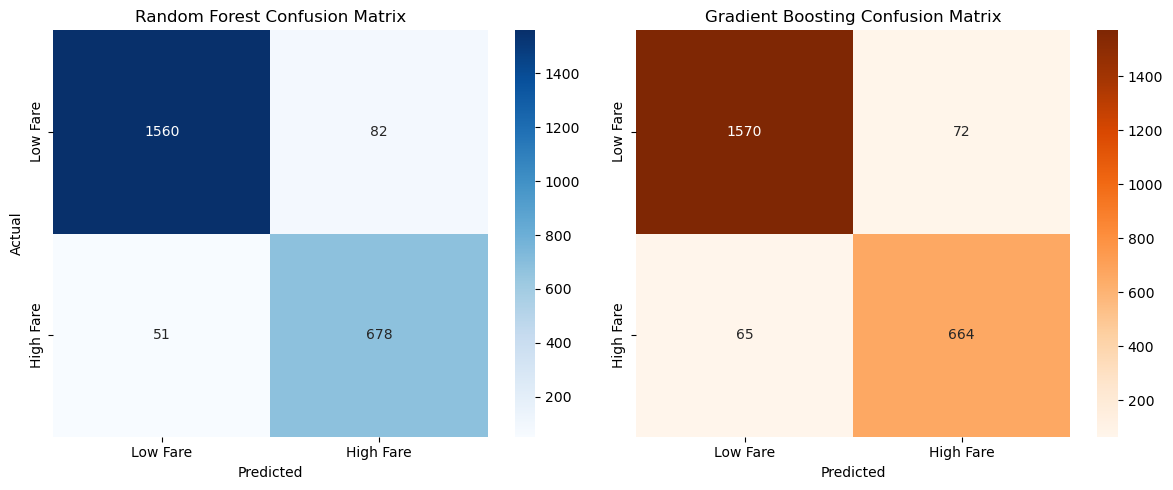 Random Forest Confusion Matrix
Actual
Low Fare
High Fare
1560 82
51 678
Low Fare High Fare
Predicted
1400
1200
1000
800
600
400
200
Gradient Boosting Confusion Matrix
Low Fare
High Fare
1570 72
65 664
Low Fare High Fare
Predicted
1400
1200
1000
800
600
400
200